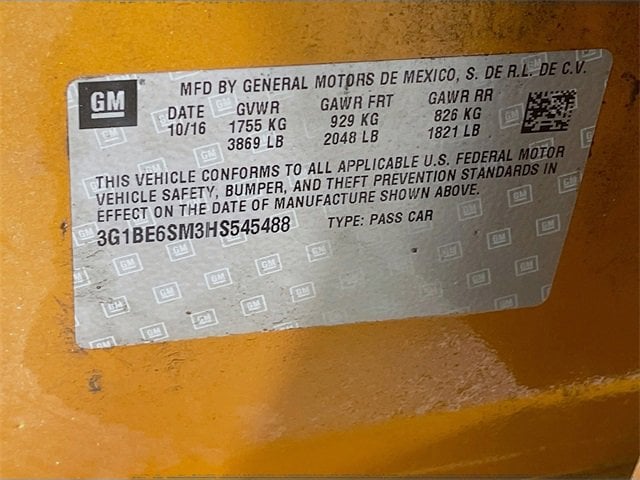 GM
MFD BY GENERAL MOTORS DE MEXICO, S. DE R.L. DE C.V.
DATE GVWR GAWR FRT GAWR RR
10/16 1755 KG 929 KG 826 KG
3869 LB 2048 LB 1821 LB
THIS VEHICLE CONFORMS TO ALL APPLICABLE U.S. FEDERAL MOTOR
VEHICLE SAFETY, BUMPER, AND THEFT PREVENTION STANDARDS IN
EFFECT ON THE DATE OF MANUFACTURE SHOWN ABOVE.
3G1BE6SM3HS545488 TYPE: PASS CAR